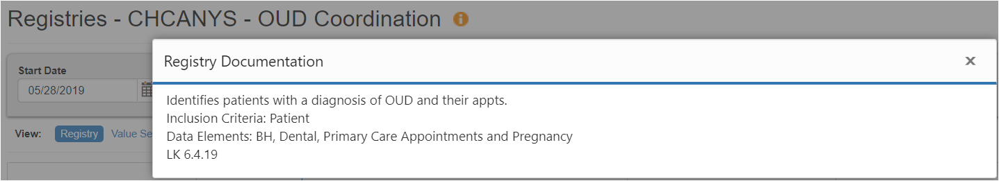 Registries - CHCANYS - OUD Coordination
Registry Documentation
Start Date
05/28/2019
Identifies patients with a diagnosis of OUD and their appts.
Inclusion Criteria: Patient
Data Elements: BH, Dental, Primary Care Appointments and Pregnancy
LK 6.4.19
View: Registry Value Se